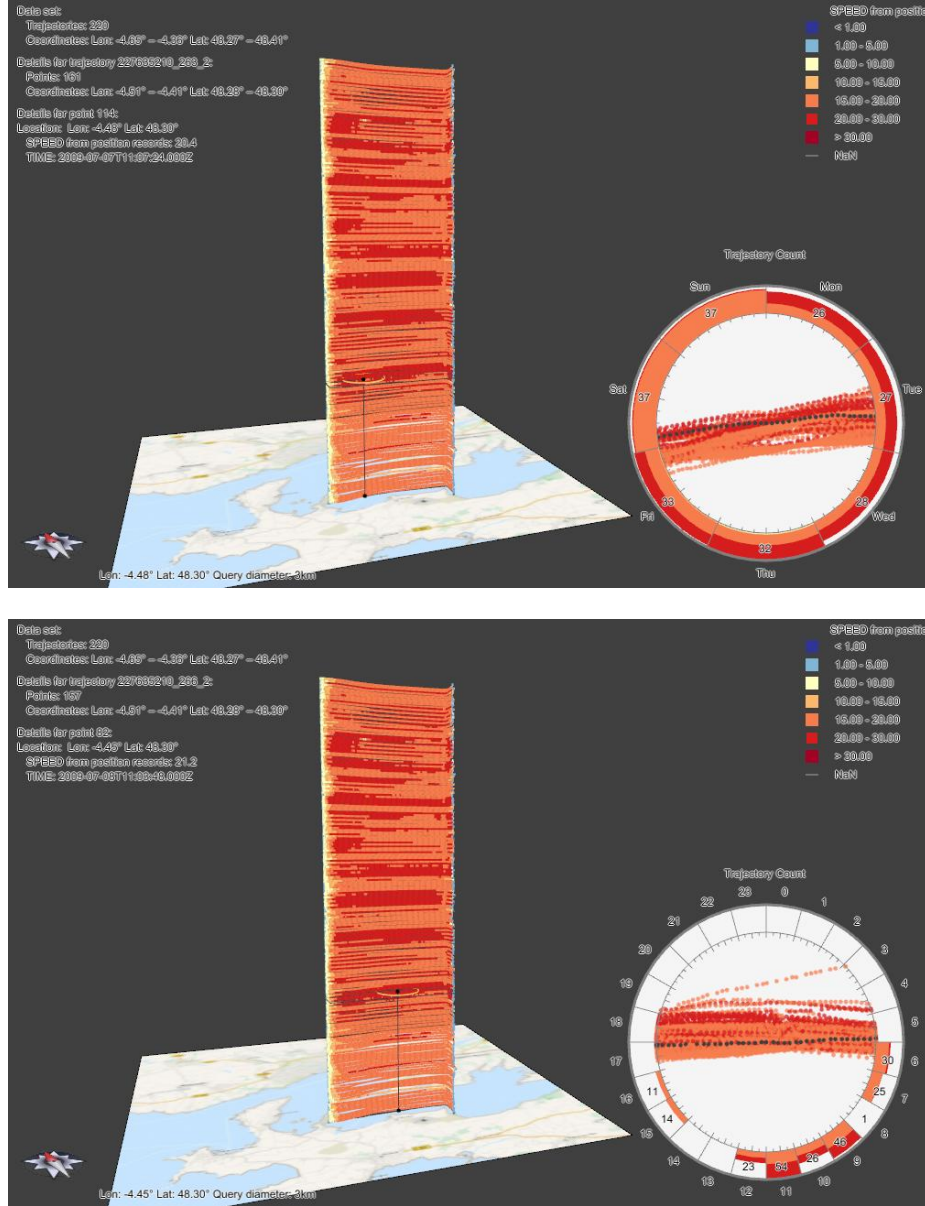 Data set:
Trajectories: 220
Coordinates: Lon: -4.65° – -4.36° Lat: 48.27° – 48.41°
Details for trajectory
Points: 161
Coordinates: Lon: -4.51° – -4.41° Lat: 48.28° – 48.30°
Details for point 114:
Location: Lon: -4.48° Lat: 48.30°
SPEED from position records: 20.4
TIME: 2009-07-07T11:07:24.000Z
SPEED from positio
< 1.00
1.00 - 5.00
5.00 - 10.00
10.00 - 15.00
15.00 - 20.00
20.00 - 30.00
> 30.00
NaN
Trajectory Count
Sun
Mon
37
26
Sat
37
27
Tue
Fri
33
28
Wed
32
Thu
Lon: -4.48° Lat: 48.30° Query diameter: 3km
Data set:
Trajectories: 220
Coordinates: Lon: -4.65° – -4.36° Lat: 48.27° – 48.41°
Details for trajectory
Points: 157
Coordinates: Lon: -4.51° – -4.41° Lat: 48.28° – 48.30°
Details for point 82:
Location: Lon: -4.45° Lat: 48.30°
SPEED from position records: 21.2
SPEED from positio
< 1.00
1.00 - 5.00
5.00 - 10.00
10.00 - 15.00
15.00 - 20.00
20.00 - 30.00
> 30.00
NaN
Trajectory Count
23
0
22
1
21
2
20
3
19
4
18
5
17
30
6
16
11
25
7
15
14
1
8
14
23
54
26
46
9
13
12
11
10
Lon: -4.45° Lat: 48.30° Query diameter: 3km